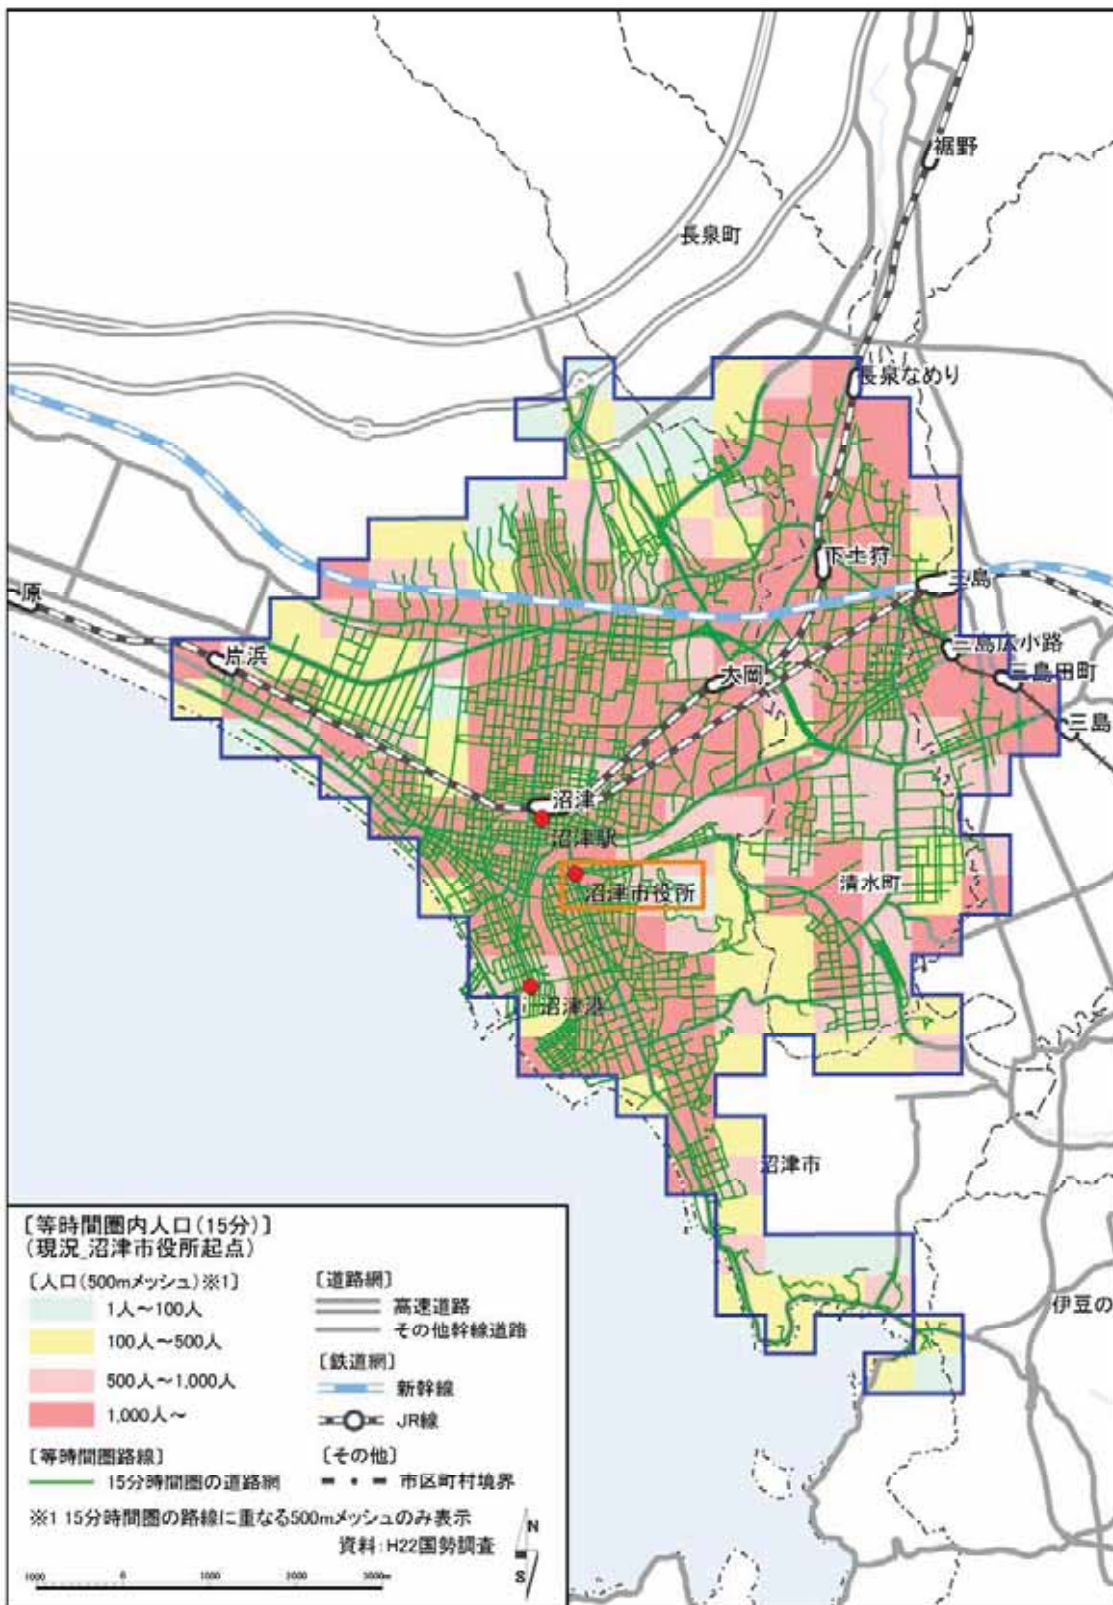 裾野
長泉町
長泉なめり
下土狩
三島
原
三島広小路
片浜
大岡
三島田町
三島
沼津
沼津駅
沼津市役所
清水町
沼津港
沼津市
伊豆の
［等時間圏内人口(15分)］
(現況_沼津市役所起点)
［人口(500mメッシュ)※1］
1人～100人
100人～500人
500人～1,000人
1,000人～
［等時間圏路線］
15分時間圏の道路網
［道路網］
高速道路
その他幹線道路
［鉄道網］
新幹線
JR線
［その他］
市区町村境界
※1 15分時間圏の路線に重なる500mメッシュのみ表示
資料：H22国勢調査
N
S
1000 0 1000 2000 3000m